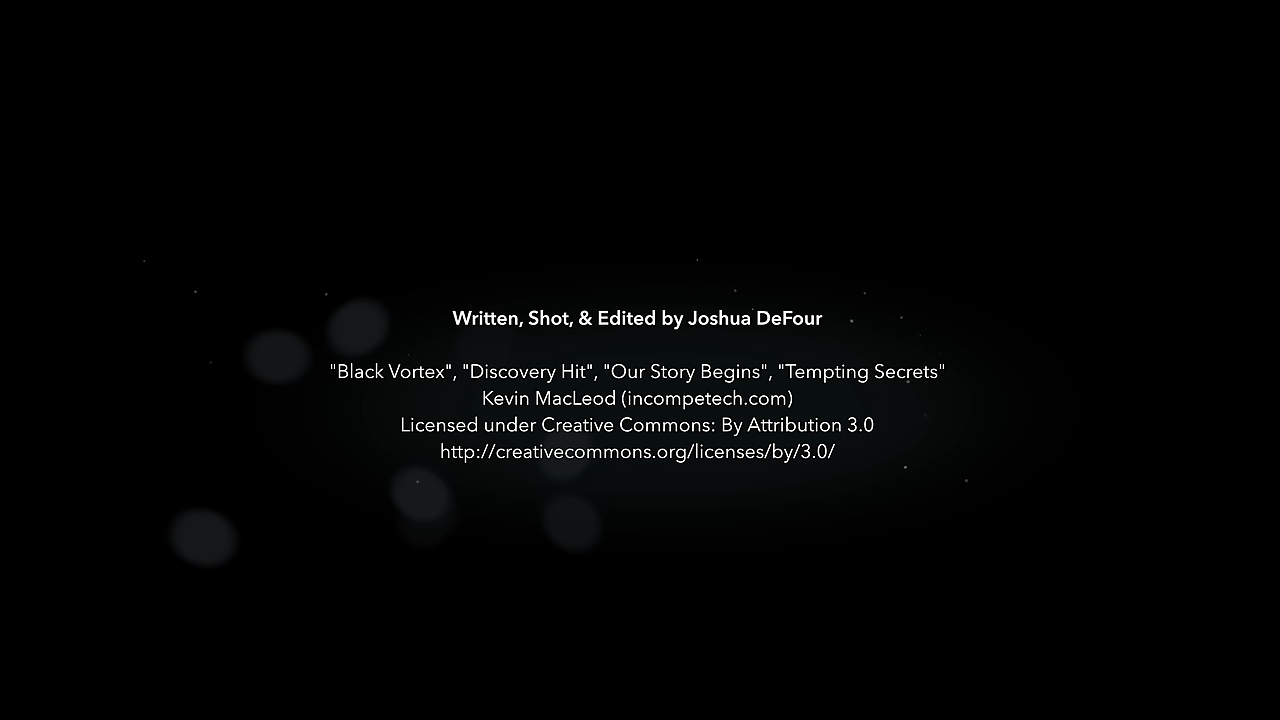 Written, Shot, & Edited by Joshua DeFour
"Black Vortex", "Discovery Hit", "Our Story Begins", "Tempting Secrets"
Kevin MacLeod (incompetech.com)
Licensed under Creative Commons: By Attribution 3.0
http://creativecommons.org/licenses/by/3.0/